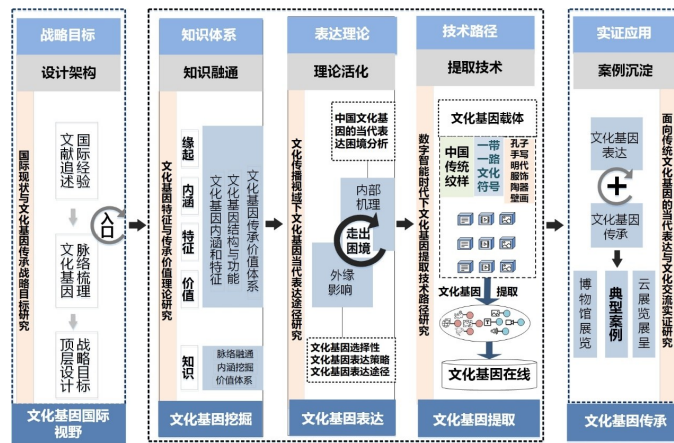 战略目标
设计架构
国际现状与文化基因传承战略目标研究
国际经验
文献追述
脉络梳理
文化基因
战略目标
顶层设计
入口
文化基因国际
视野
知识体系
知识融通
文化基因特征与传承价值理论研究
缘起
内涵
特征
价值
知识
文化基因传承价值体系
文化基因结构与功能
文化基因内涵和特征
脉络融通
内涵挖掘
价值体系
文化基因挖掘
表达理论
理论活化
文化传播视域下文化基因当代表达途径研究
中国文化基
因的当代表
达困境分析
内部
机理
走出
困境
外缘
影响
文化基因选择性
文化基因表达策略
文化基因表达途径
文化基因表达
技术路径
提取技术
数字智能时代下文化基因提取技术路径研究
文化基因载体
中国
传统
纹样
一带
一路
文化
符号
孔子
手写
明代
服饰
陶器
壁画
文化基因 提取
文化基因在线
文化基因提取
实证应用
案例沉淀
文化基因
表达
文化基因
传承
博物馆展览
典型案例
云展览展呈
面向传统文化基因的当代表达与文化交流实证研究
文化基因传承